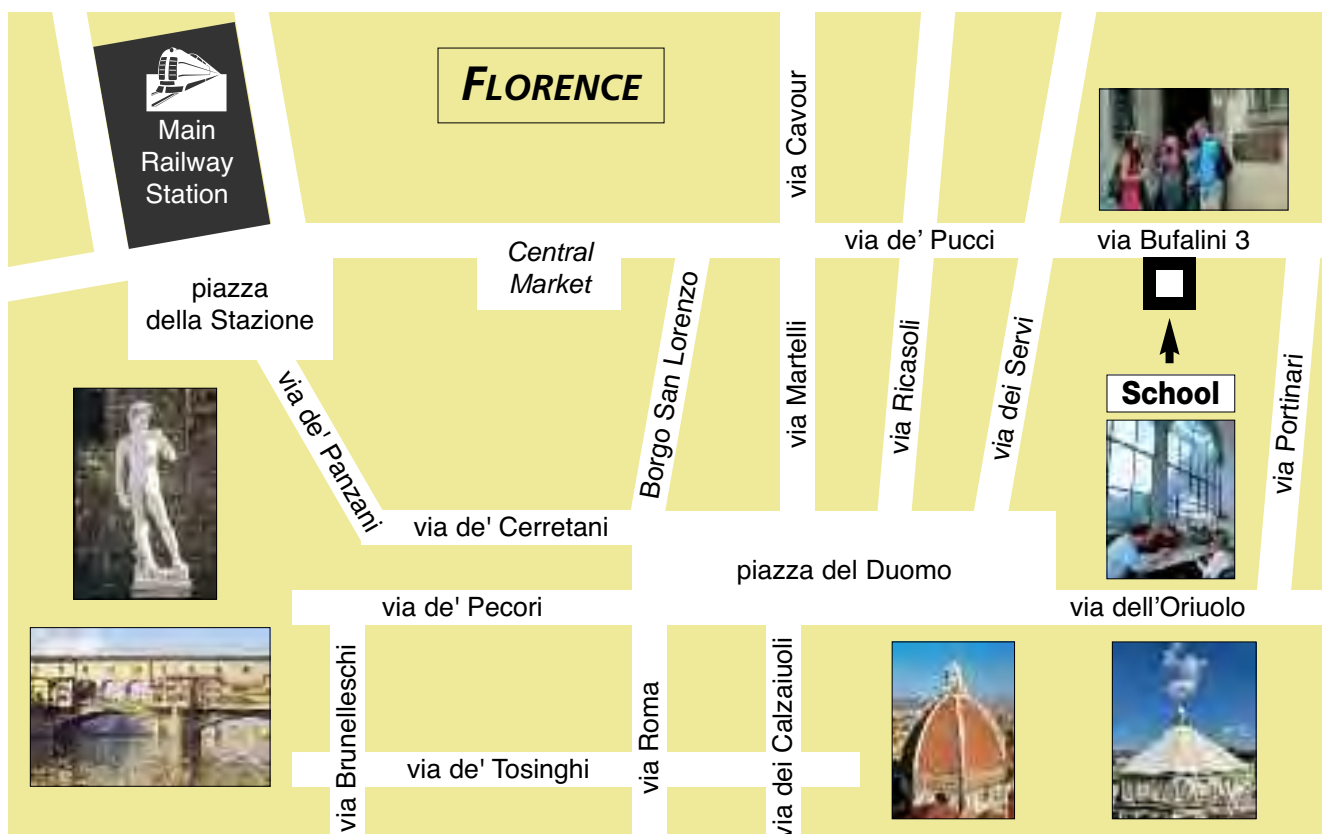 FLORENCE
Main
Railway
Station
via Cavour
via de' Pucci
via Bufalini 3
Central
Market
piazza
della Stazione
via de' Panzani
Borgo San Lorenzo
via Martelli
via Ricasoli
via dei Servi
School
via Portinari
via de' Cerretani
piazza del Duomo
via de' Pecori
via dell'Oriuolo
via Brunelleschi
via Roma
via dei Calzaiuoli
via de' Tosinghi